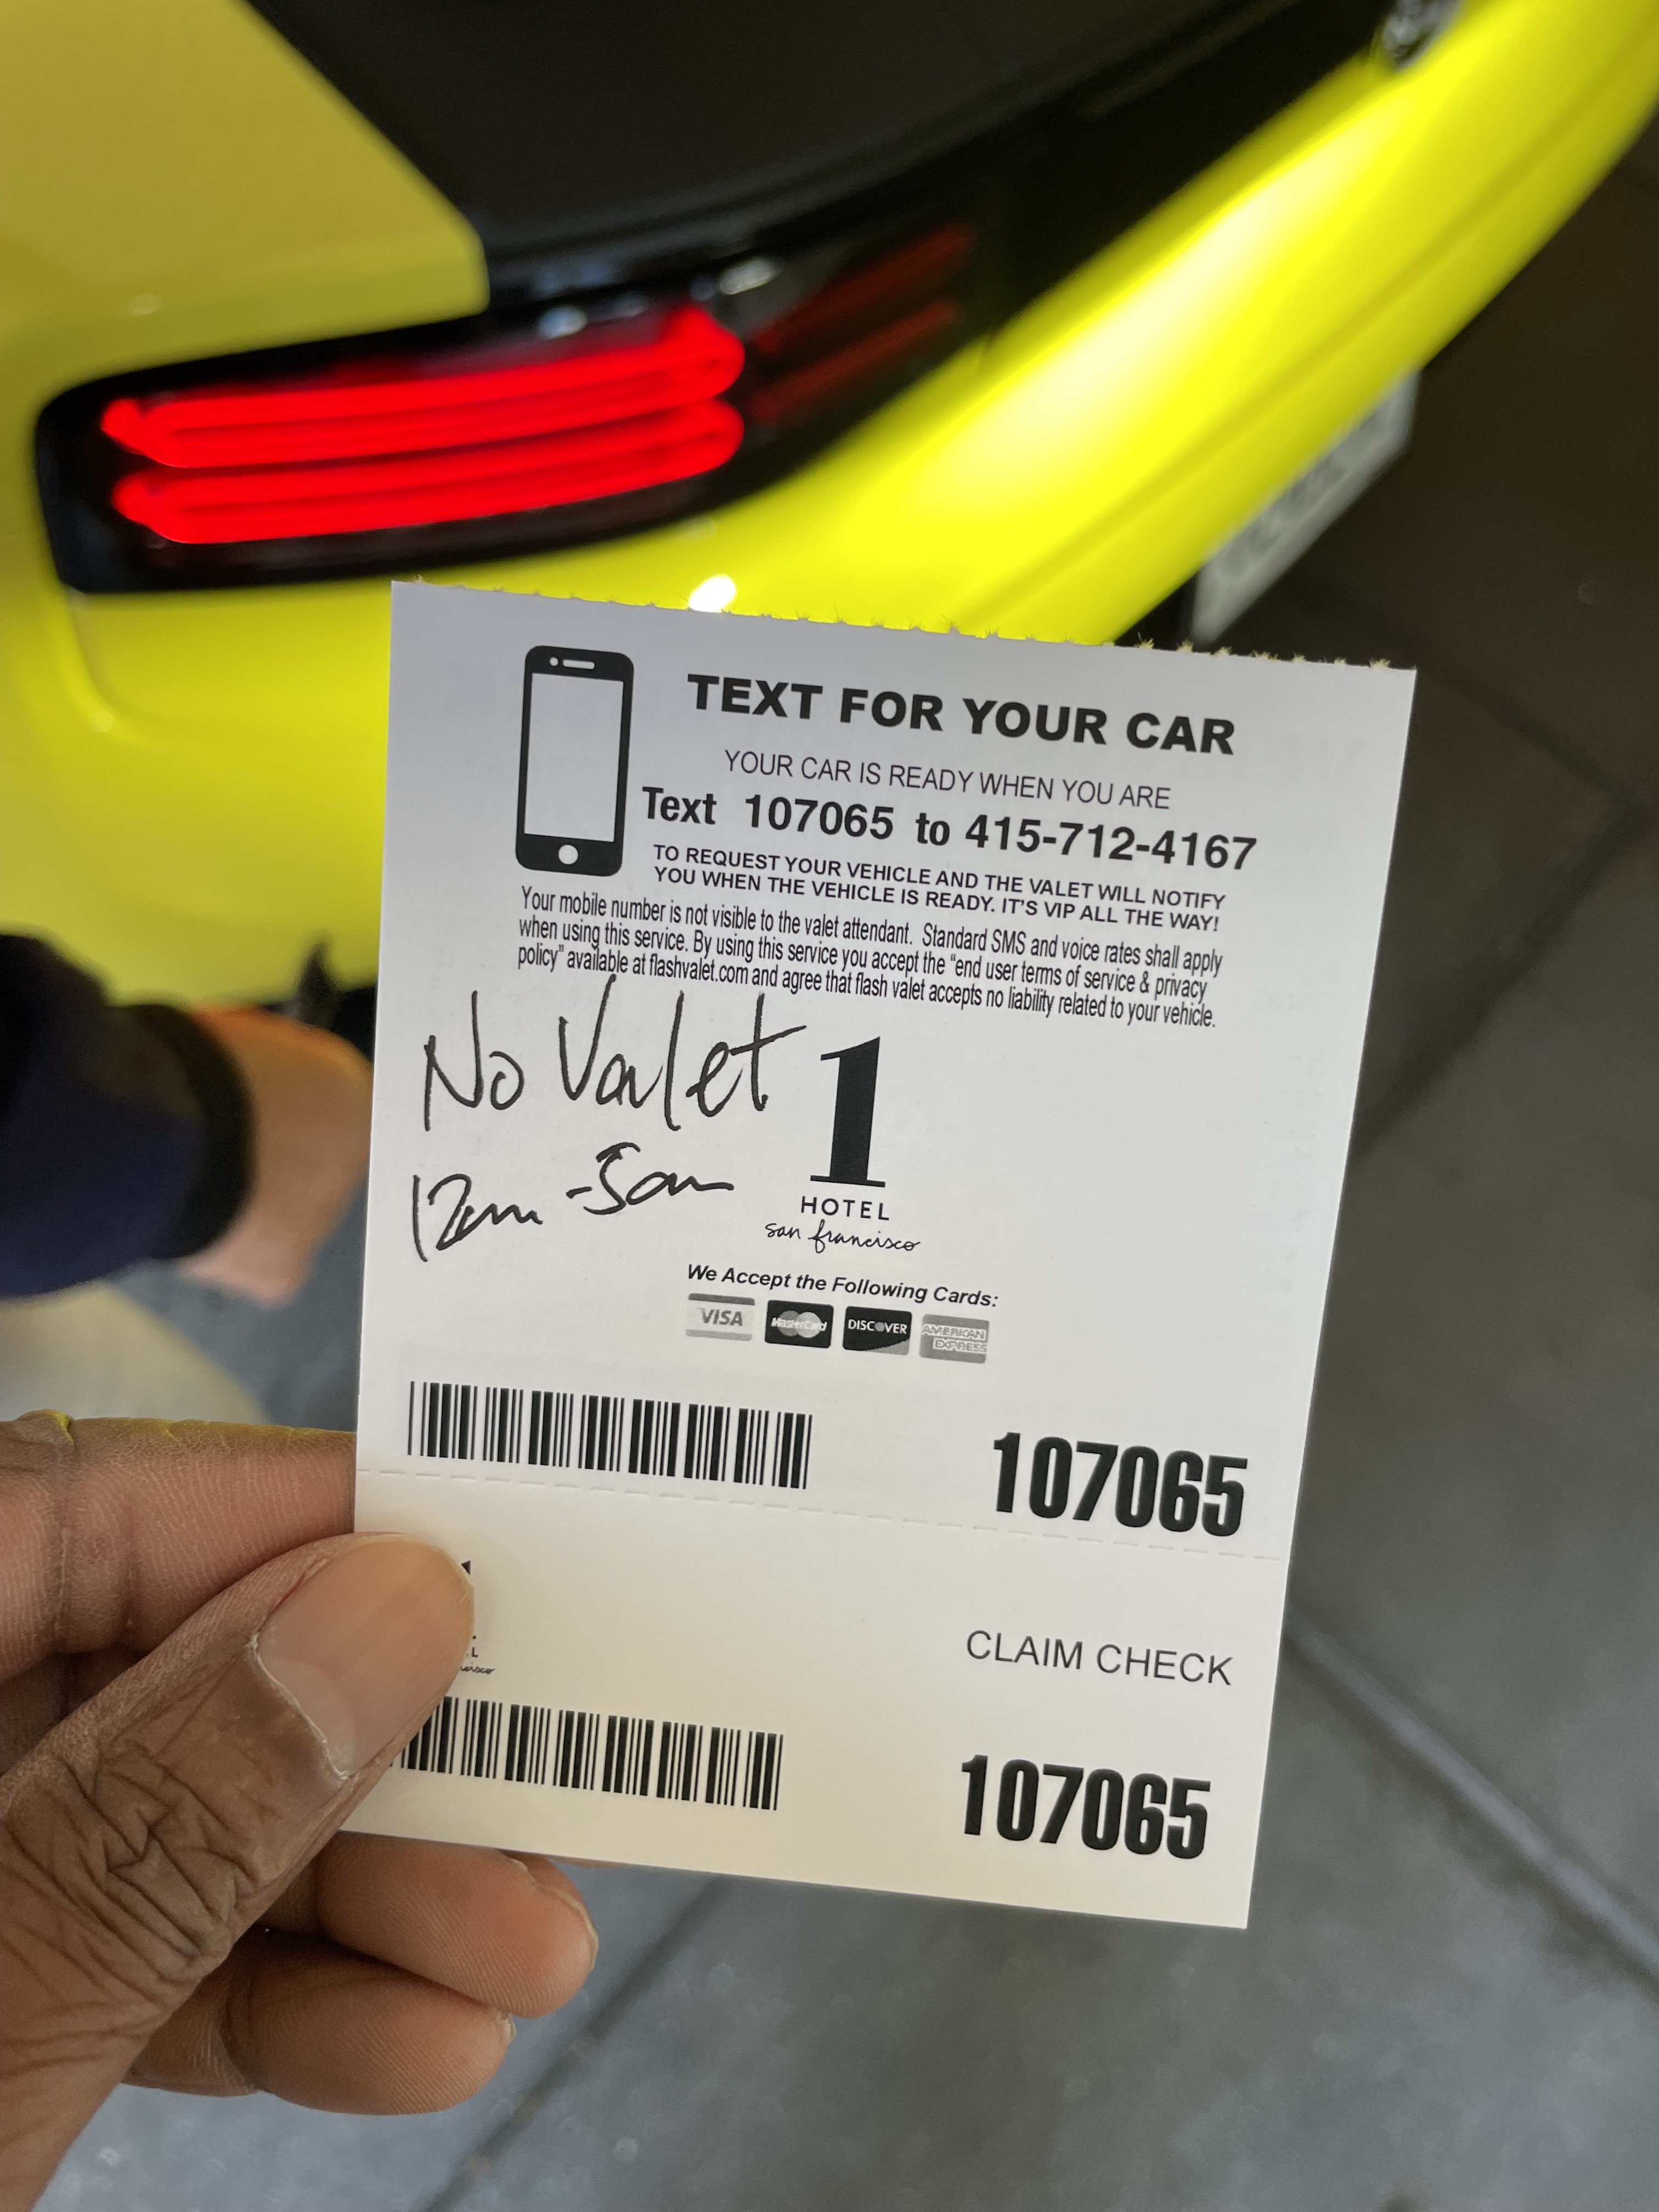 TEXT FOR YOUR CAR
YOUR CAR IS READY WHEN YOU ARE
Text 107065 to 415-712-4167
TO REQUEST YOUR VEHICLE AND THE VALET WILL NOTIFY
YOU WHEN THE VEHICLE IS READY. IT'S VIP ALL THE WAY!
Your mobile number is not visible to the valet attendant. Standard SMS and voice rates shall apply
when using this service. By using this service you accept the "end user terms of service & privacy
policy" available at flashvalet.com and agree that flash valet accepts no liability related to your vehicle.
No Valet
12am-5am
1
HOTEL
san francisco
We Accept the Following Cards:
VISA MasterCard DISCOVER AMERICAN EXPRESS
107065
CLAIM CHECK
107065